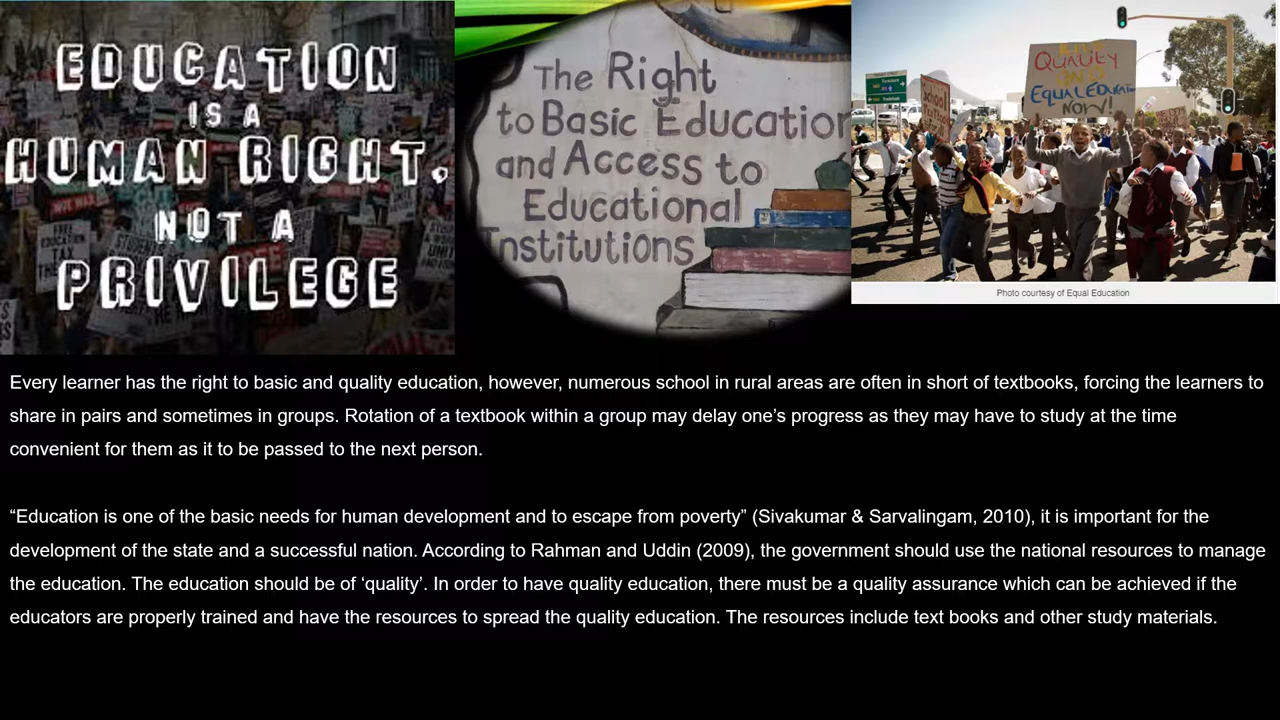 EDUCATION
IS A
HUMAN RIGHT.
NOT A
PRIVILEGE
FREE
EDUCATION
TAX
THE
The Right
to Basic Education
and Access to
Educational
Institutions
QUALITY
AND
EQUAL EDUCATI
NOW!
school
Photo courtesy of Equal Education
Every learner has the right to basic and quality education, however, numerous school in rural areas are often in short of textbooks, forcing the learners to
share in pairs and sometimes in groups. Rotation of a textbook within a group may delay one’s progress as they may have to study at the time
convenient for them as it to be passed to the next person.
“Education is one of the basic needs for human development and to escape from poverty” (Sivakumar & Sarvalingam, 2010), it is important for the
development of the state and a successful nation. According to Rahman and Uddin (2009), the government should use the national resources to manage
the education. The education should be of ‘quality’. In order to have quality education, there must be a quality assurance which can be achieved if the
educators are properly trained and have the resources to spread the quality education. The resources include text books and other study materials.